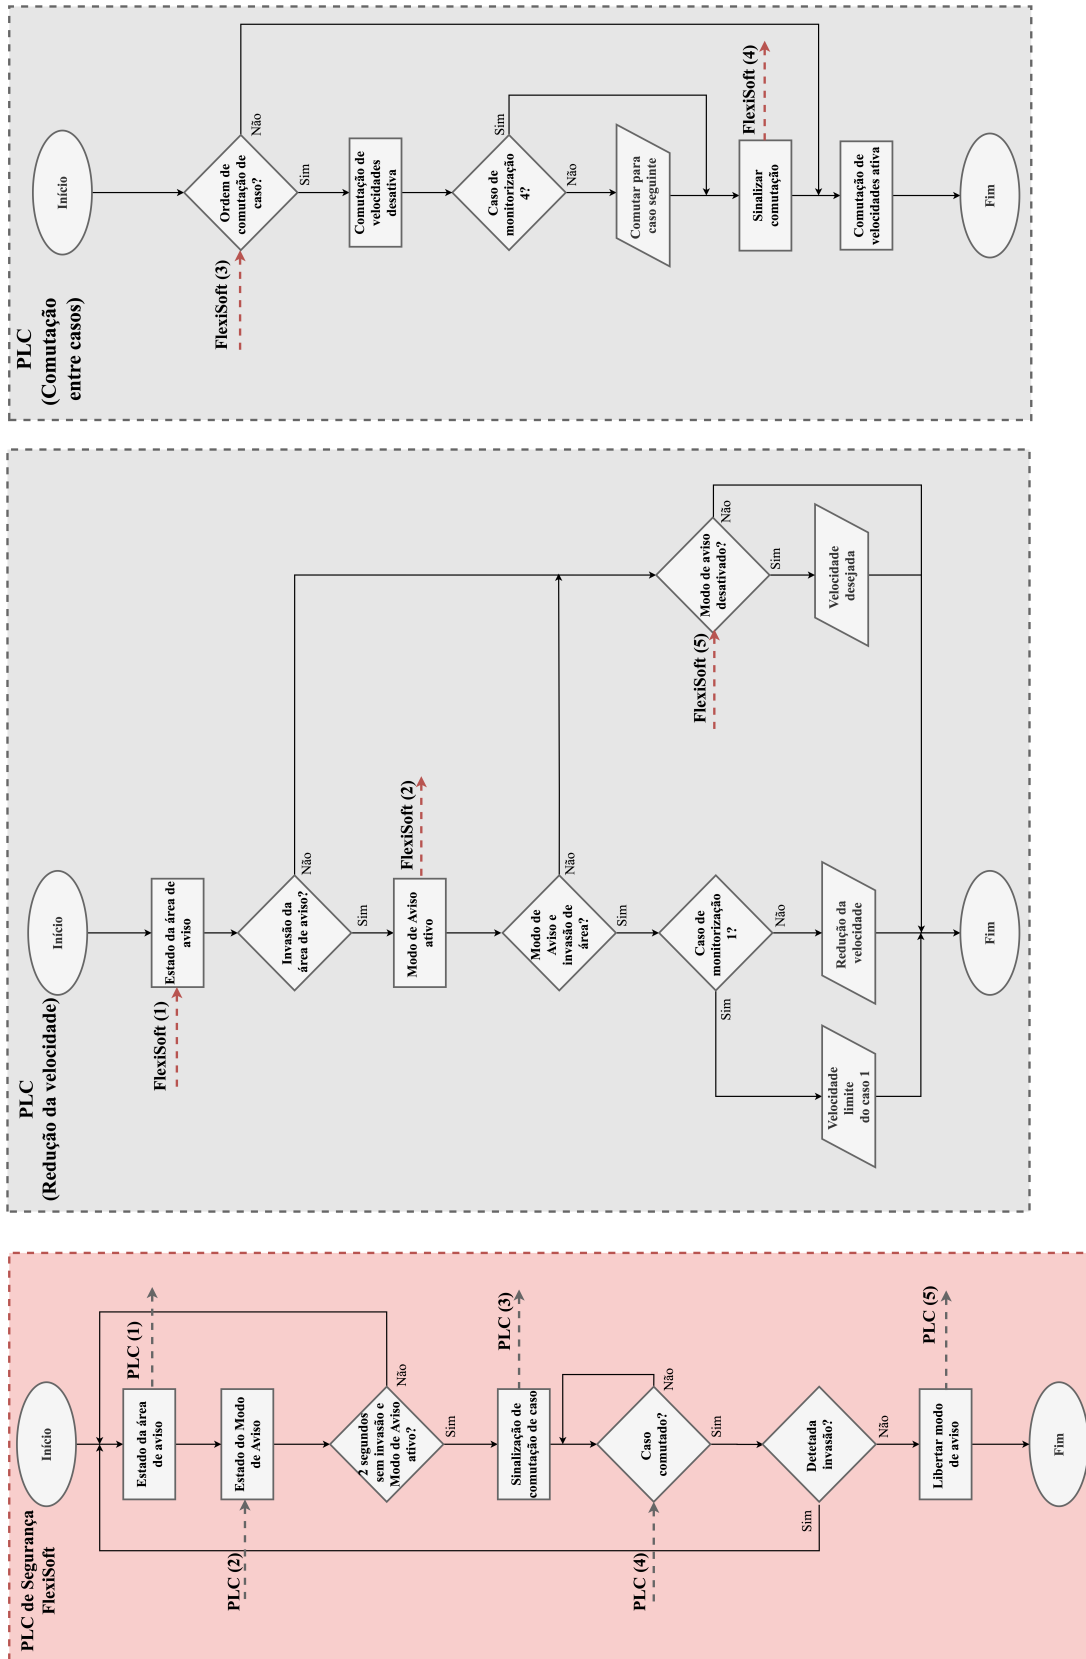 PLC de Segurança
FlexiSoft
Início
Estado da área
de aviso
PLC (1)
Estado do Modo
de Aviso
PLC (2)
2 segundos
sem invasão e
Modo de Aviso
ativo?
Não
Sim
Sinalização de
comutação de caso
PLC (3)
Caso
comutado?
Não
Sim
PLC (4)
Detetada
invasão?
Sim
Não
Libertar modo
de aviso
PLC (5)
Fim
PLC
(Redução da velocidade)
Início
Estado da área de
aviso
FlexiSoft (1)
Invasão da
área de aviso?
Não
Sim
Modo de Aviso
ativo
FlexiSoft (2)
Modo de
Aviso e
invasão de
área?
Não
Sim
Caso de
monitorização
1?
Sim
Não
Velocidade
limite
do caso 1
Redução da
velocidade
FlexiSoft (5)
Modo de aviso
desativado?
Não
Sim
Velocidade
desejada
Fim
PLC
(Comutação
entre casos)
Início
Ordem de
comutação de
caso?
FlexiSoft (3)
Não
Sim
Comutação de
velocidades
desativa
Caso de
monitorização
4?
Sim
Não
Comutar para
caso seguinte
Sinalizar
comutação
FlexiSoft (4)
Comutação de
velocidades ativa
Fim